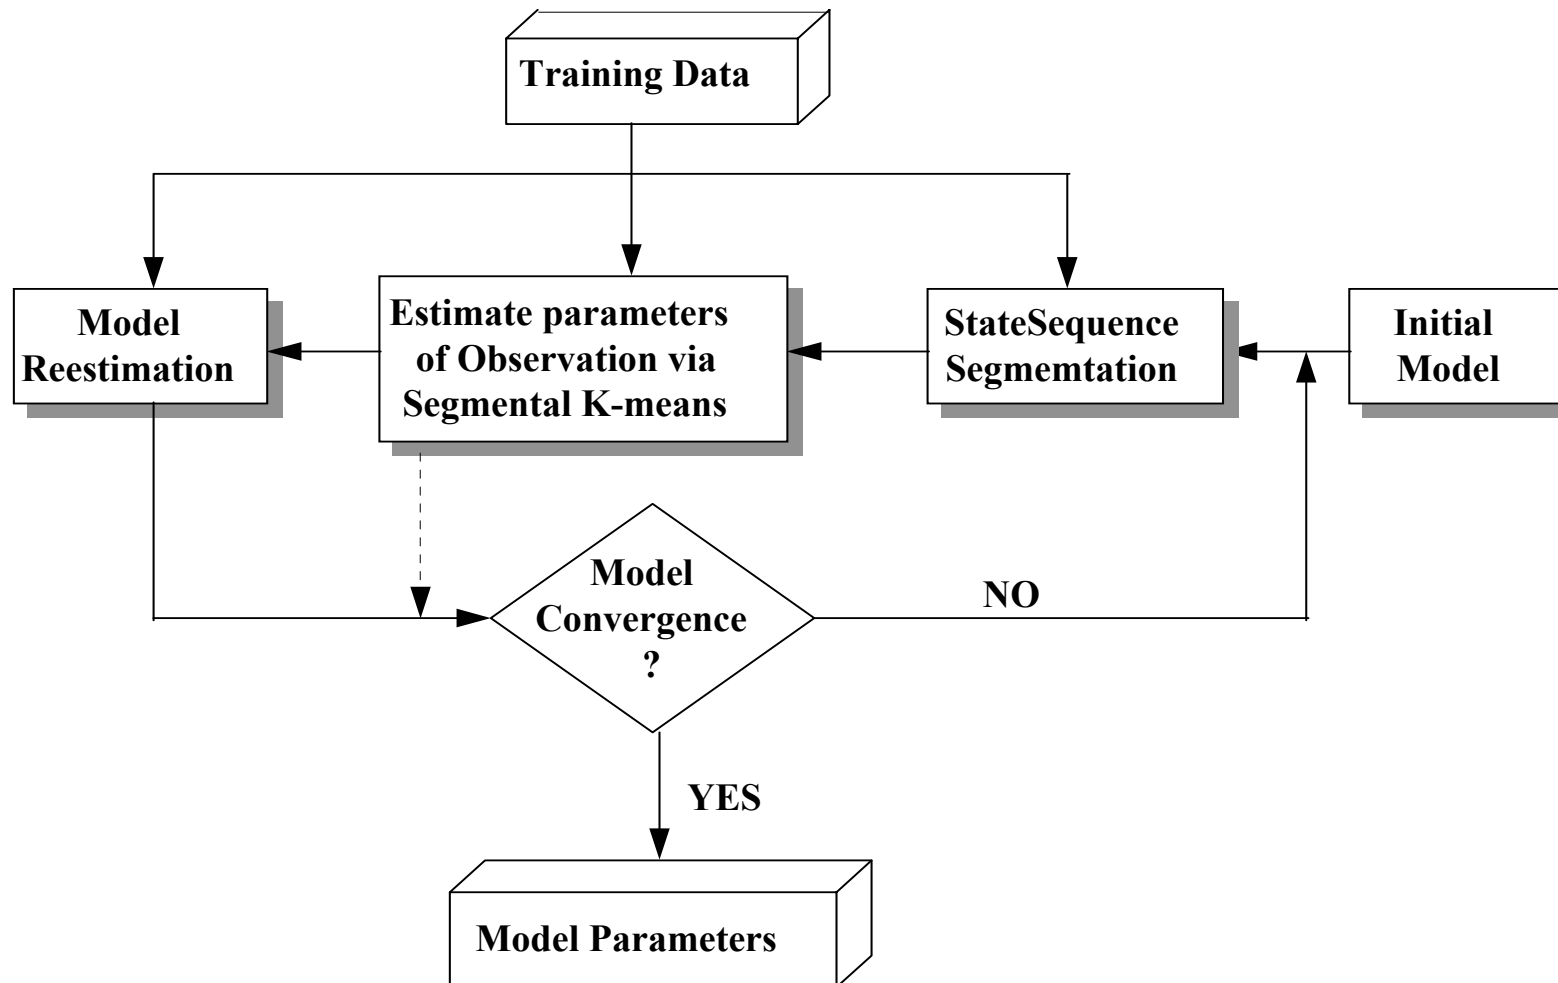 Training Data
Model
Reestimation
Estimate parameters
of Observation via
Segmental K-means
StateSequence
Segmemtation
Initial
Model
Model
Convergence
?
NO
YES
Model Parameters